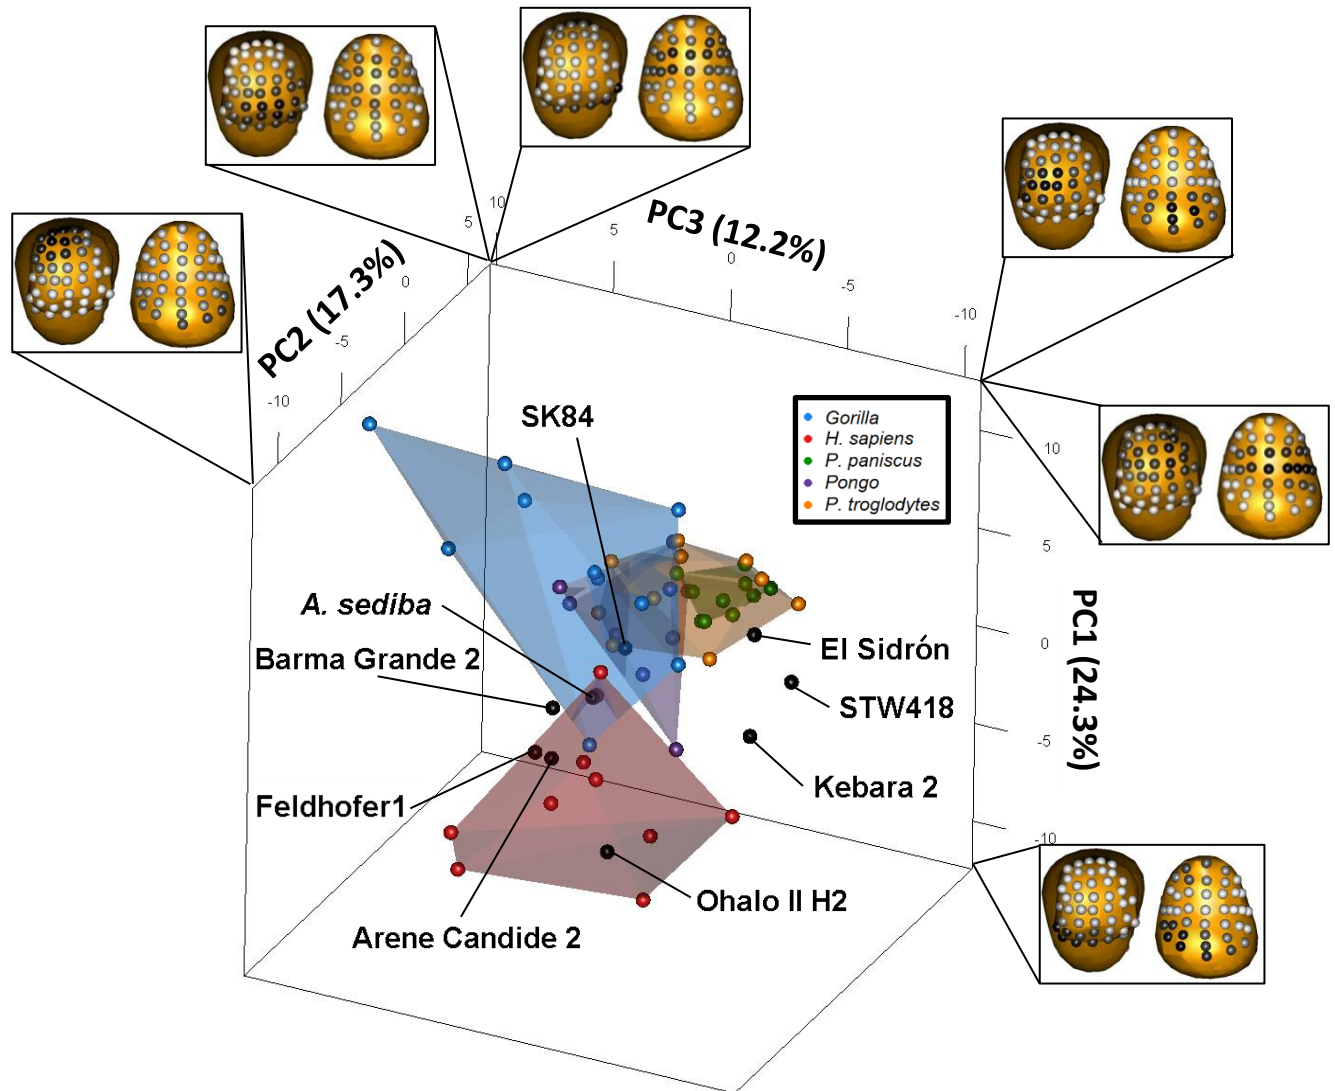 10
5
0
-5
-10
PC2 (17.3%)
5
0
-5
-10
PC3 (12.2%)
10
5
0
-5
-10
PC1 (24.3%)
Gorilla
H. sapiens
P. paniscus
Pongo
P. troglodytes
SK84
A. sediba
Barma Grande 2
El Sidrón
STW418
Kebara 2
Feldhofer1
Ohalo II H2
Arene Candide 2